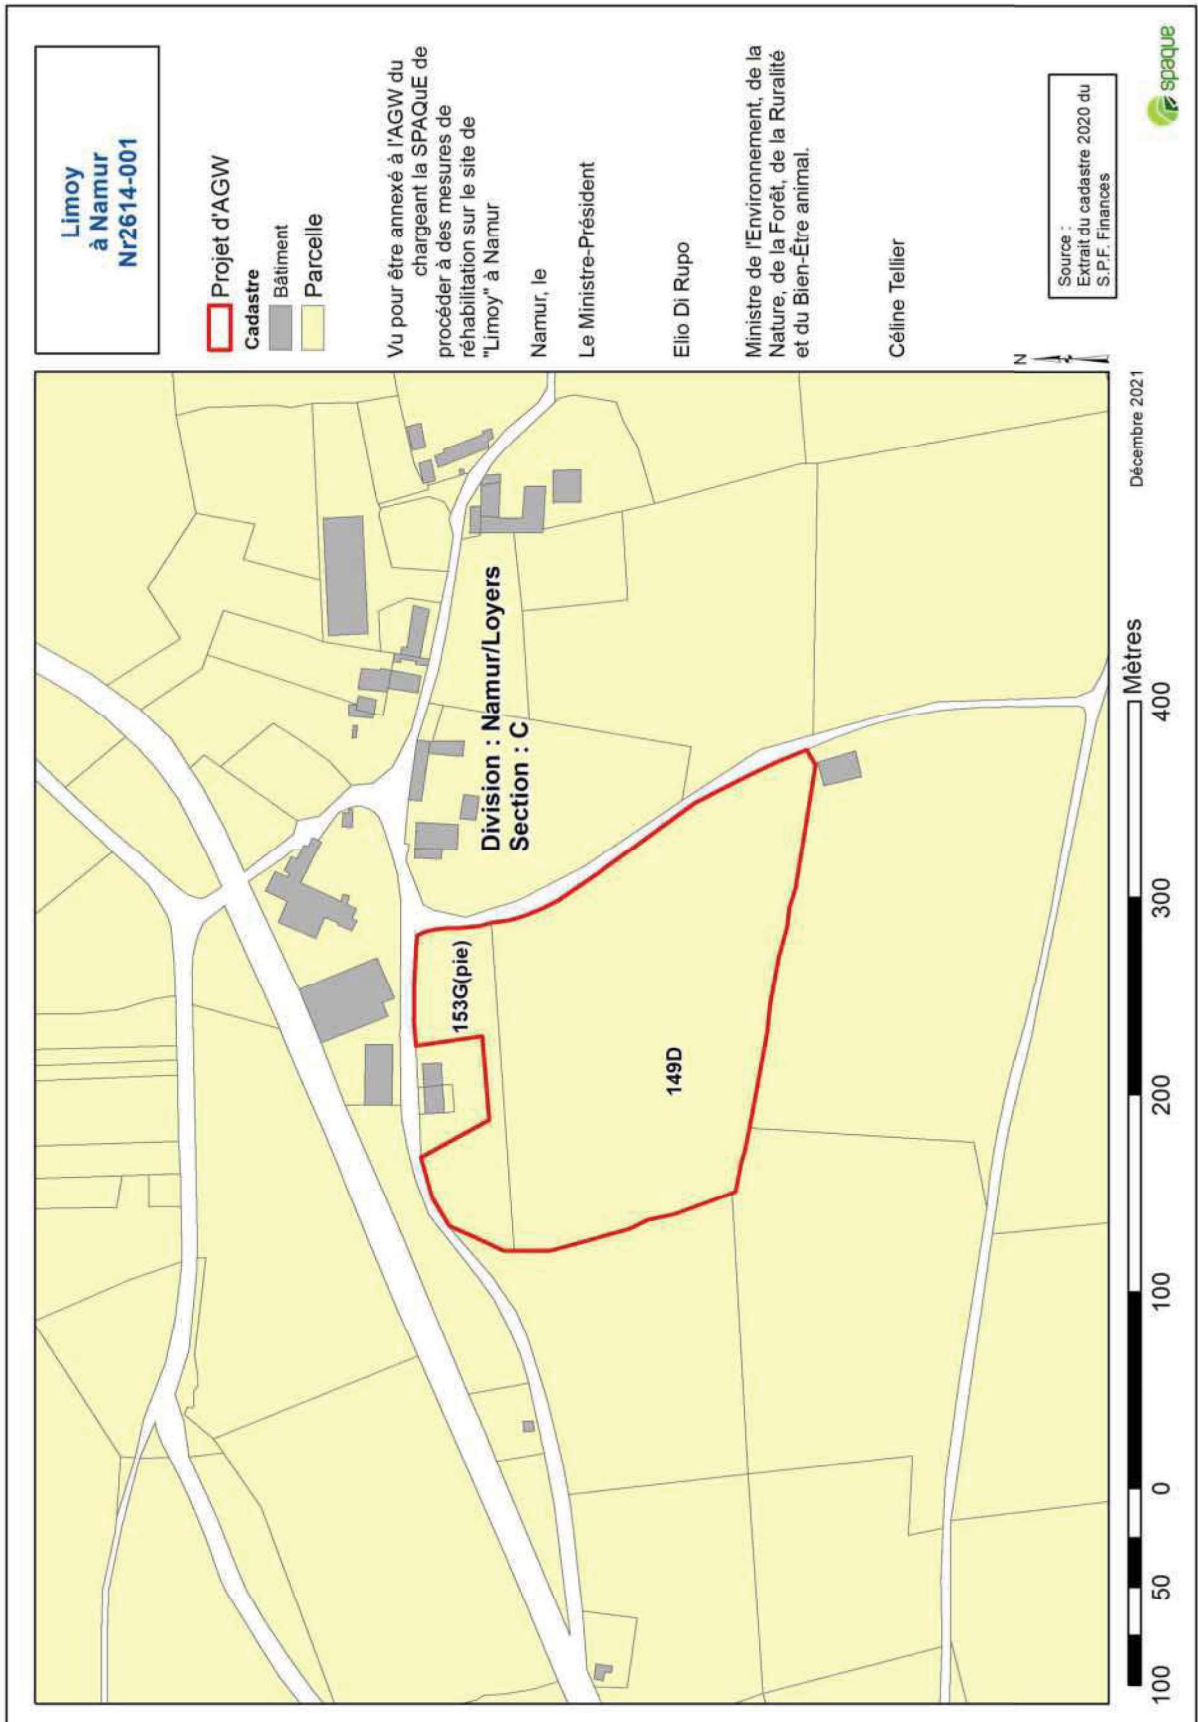 Limoy
à Namur
Nr2614-001
Projet d'AGW
Cadastre
Bâtiment
Parcelle
Vu pour être annexé à l'AGW du
chargeant la SPAQuE de
procéder à des mesures de
réhabilitation sur le site de
"Limoy" à Namur
Namur, le
Le Ministre-Président
Elio Di Rupo
Ministre de l'Environnement, de la
Nature, de la Forêt, de la Ruralité
et du Bien-Être animal.
Céline Tellier
N
Source :
Extrait du cadastre 2020 du
S.P.F. Finances
spaque
Division : Namur/Loyers
Section : C
153G(pie)
149D
Décembre 2021
100 50 0 100 200 300 400
Mètres